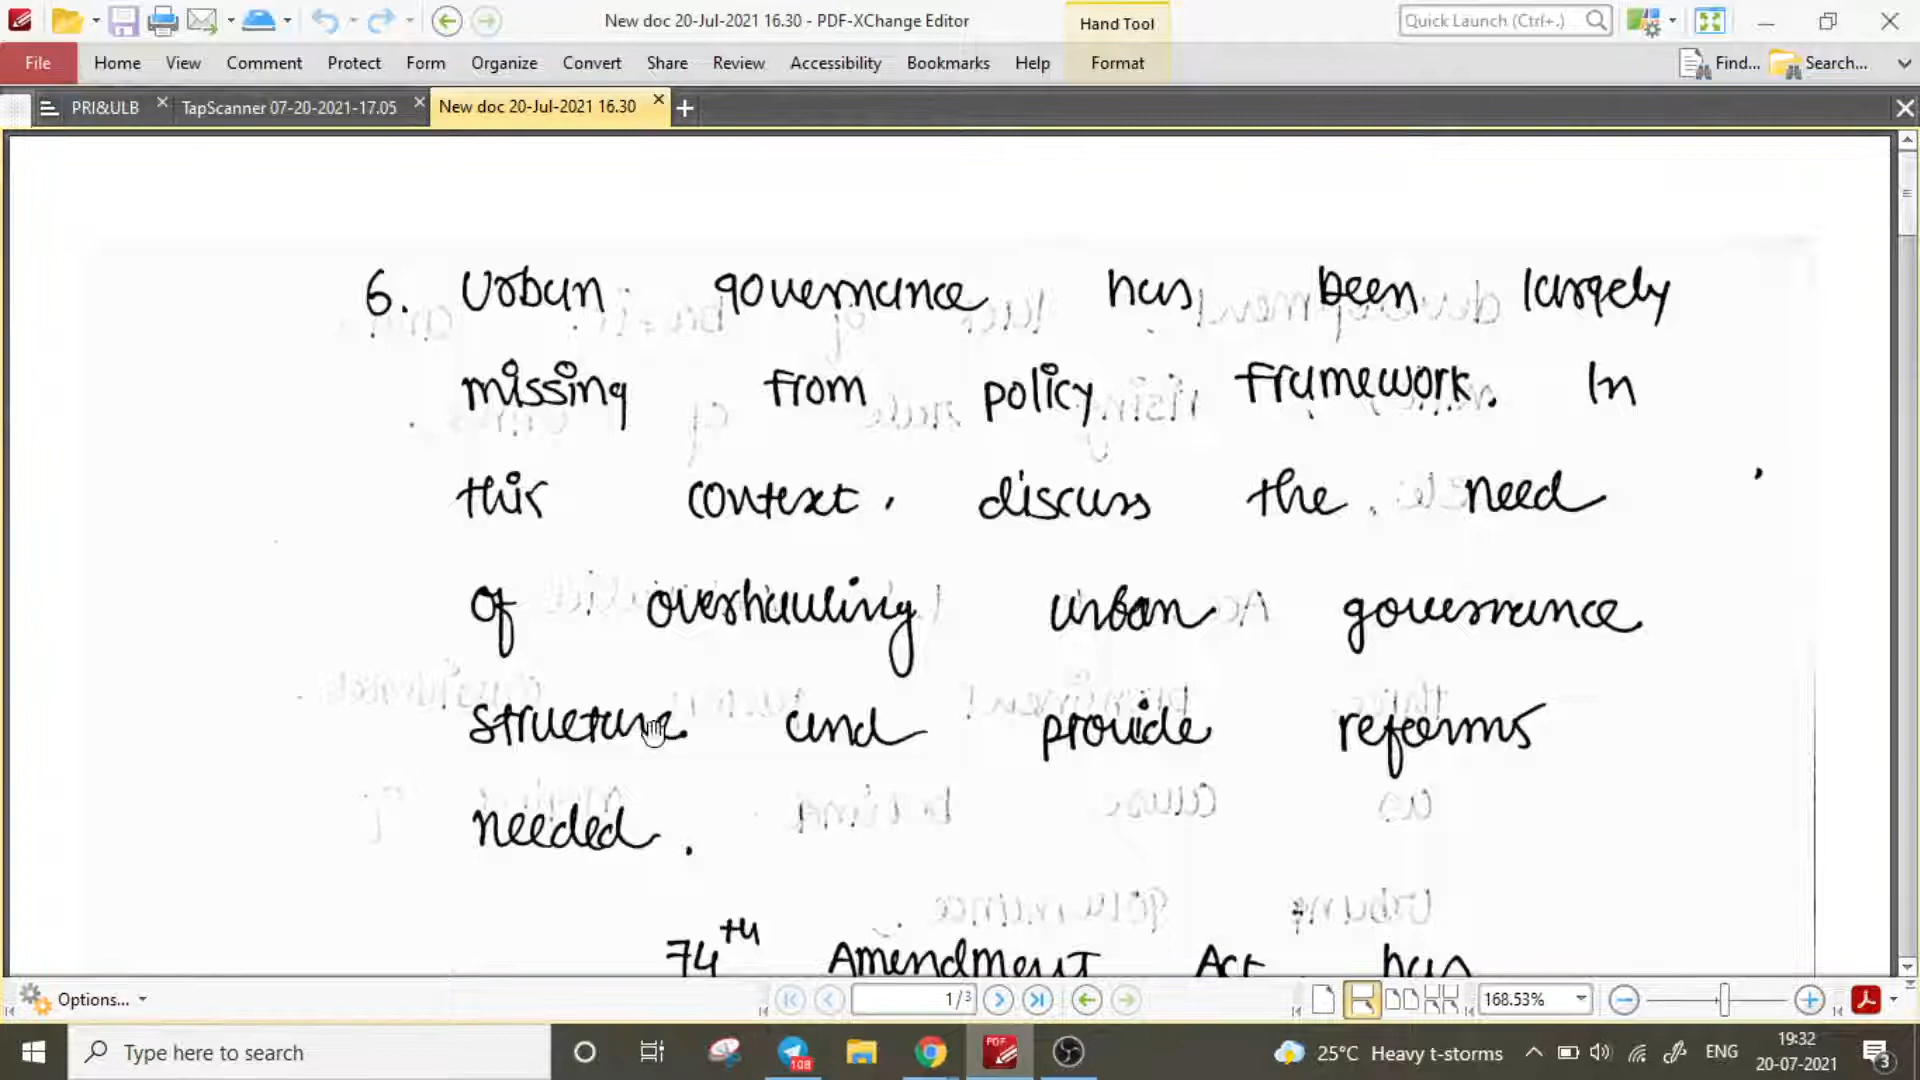 New doc 20-Jul-2021 16.30 - PDF-XChange Editor
Hand Tool
Quick Launch (Ctrl+.)
File Home View Comment Protect Form Organize Convert Share Review Accessibility Bookmarks Help Format Find... Search...
PRI&ULB TapScanner 07-20-2021-17.05 New doc 20-Jul-2021 16.30
6. Urban governance has been largely
missing from policy framework. In
this context, discuss the need
of overhauling urban governance
structure and provide reforms
needed.
74th Amendment Act has
Options... 1/3 168.53%
Type here to search
108
PDF
25°C Heavy t-storms ENG
19:32
20-07-2021
3